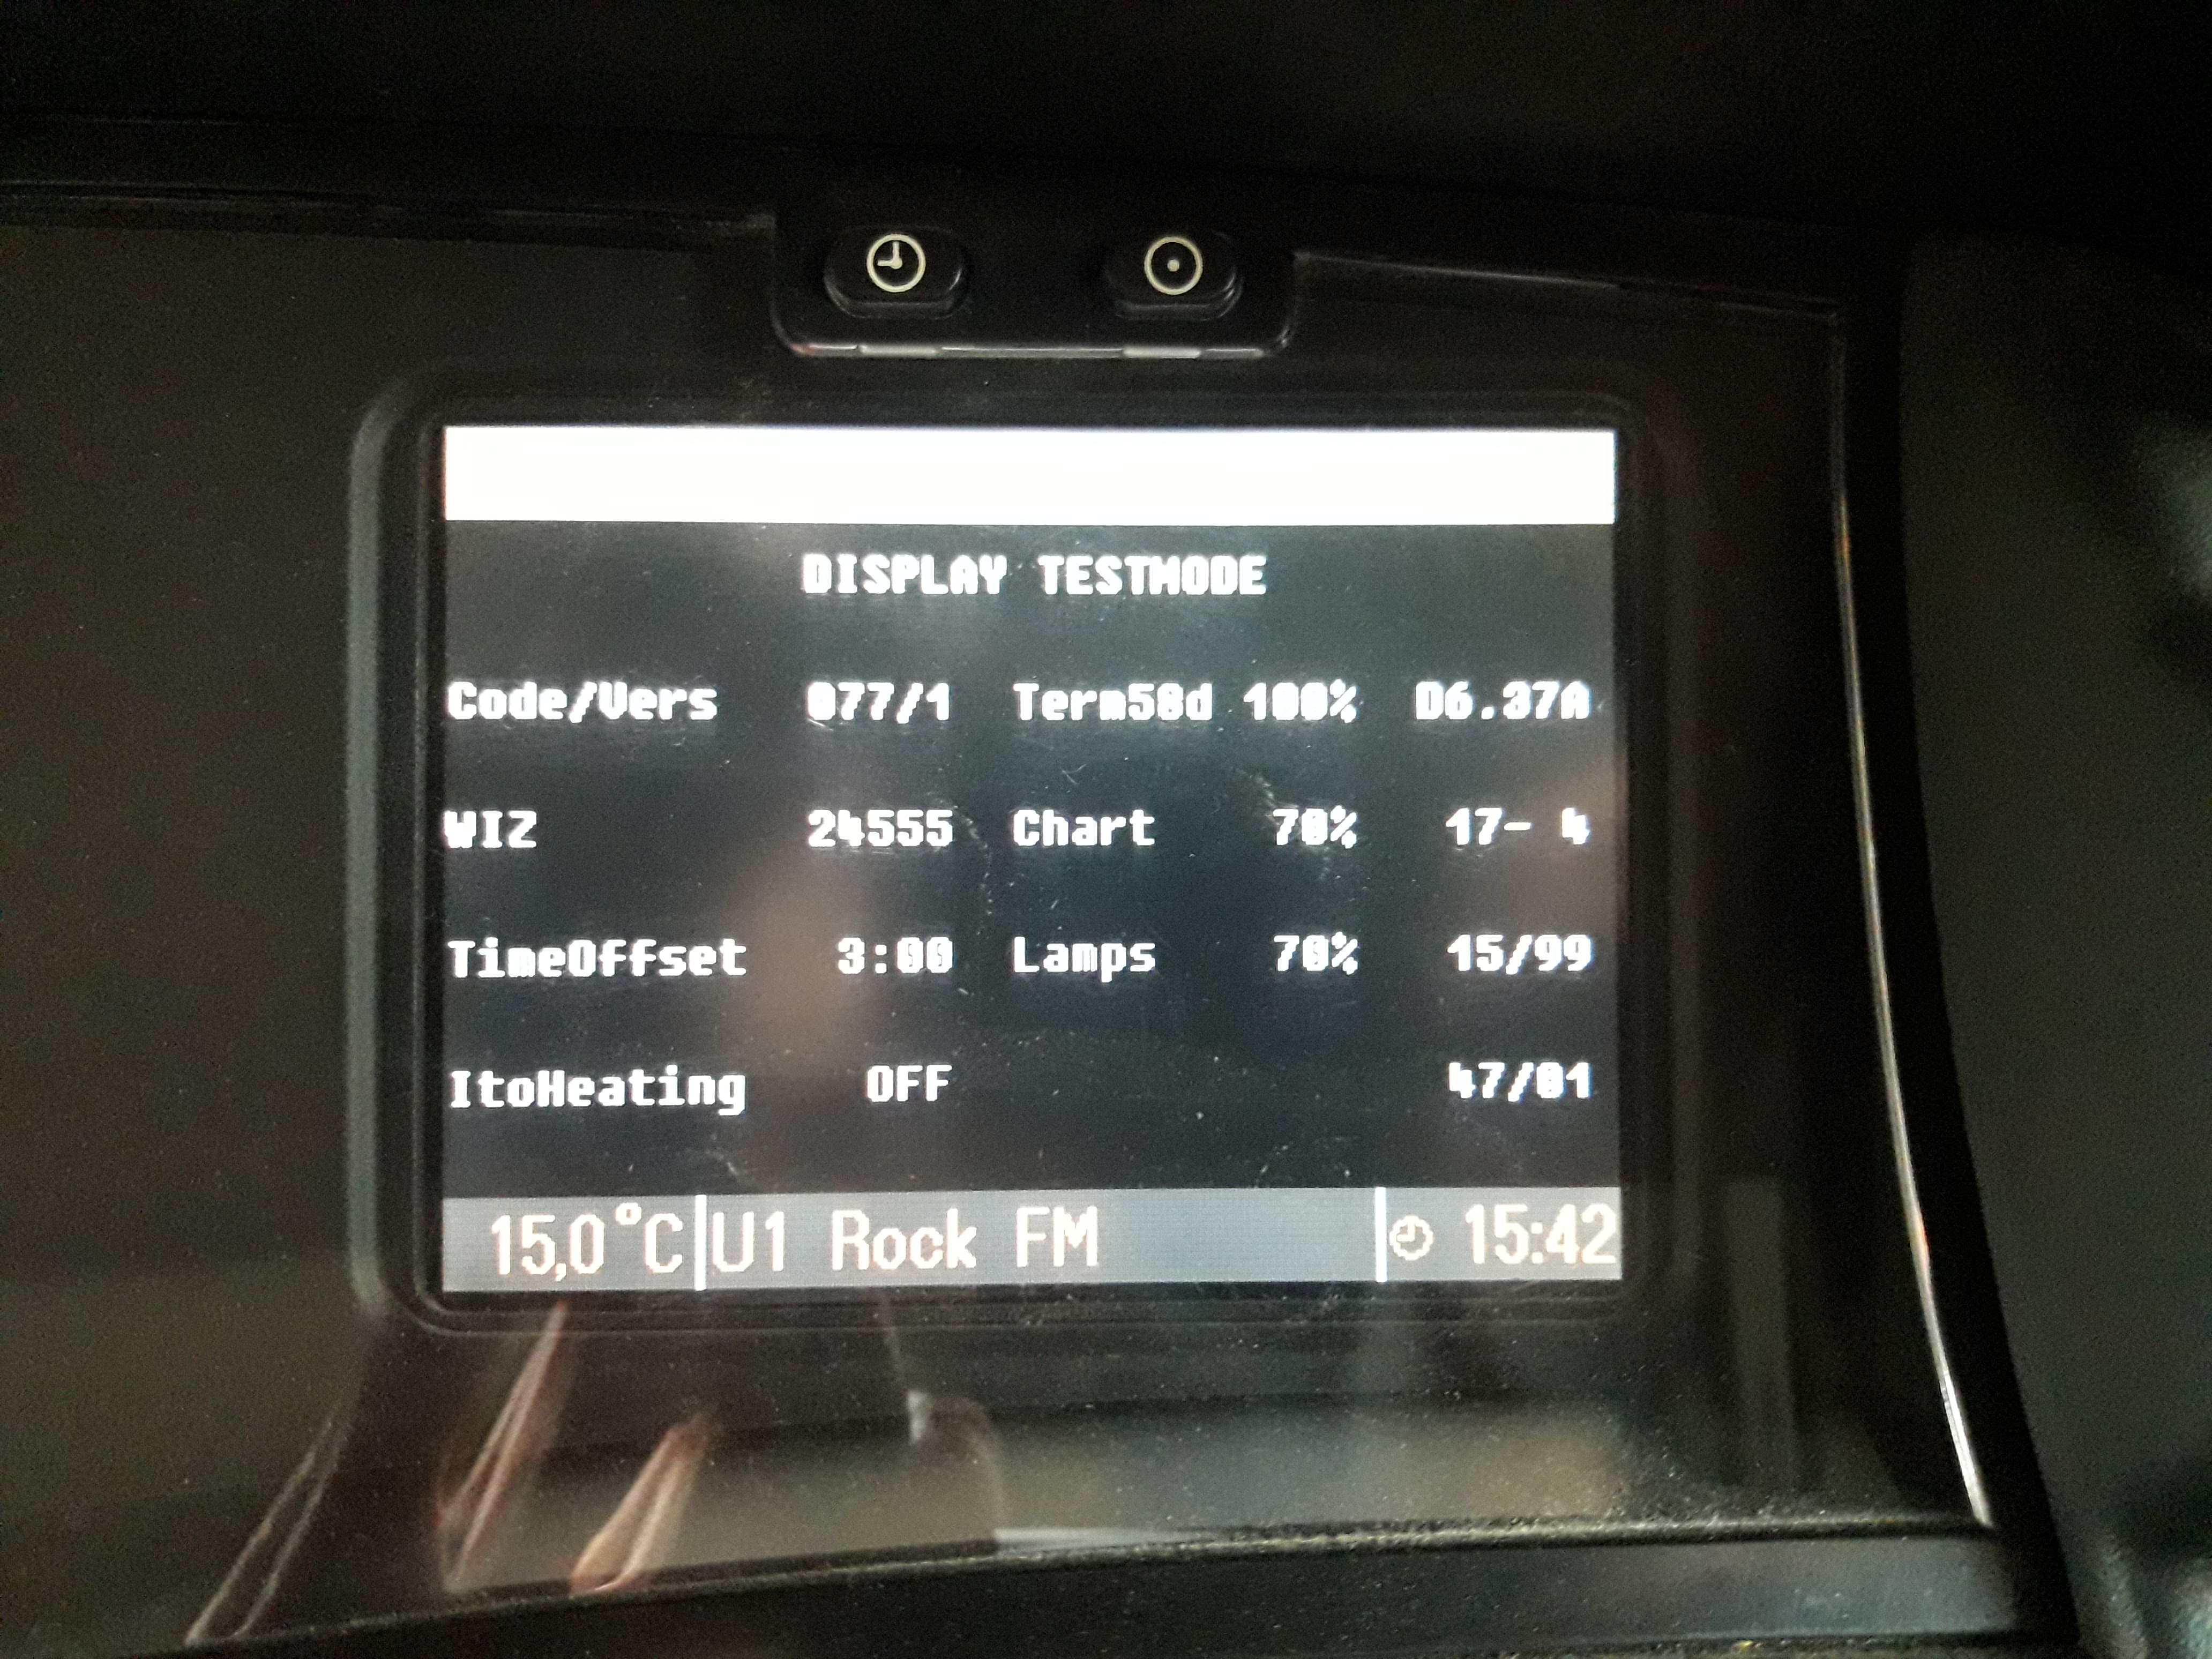 DISPLAY TESTMODE
Code/Vers 077/1 Term58d 100% D6.37A
WIZ 24555 Chart 70% 17- 4
TimeOffset 3:00 Lamps 70% 15/99
ItoHeating OFF 47/01
15,0°C U1 Rock FM 15:42